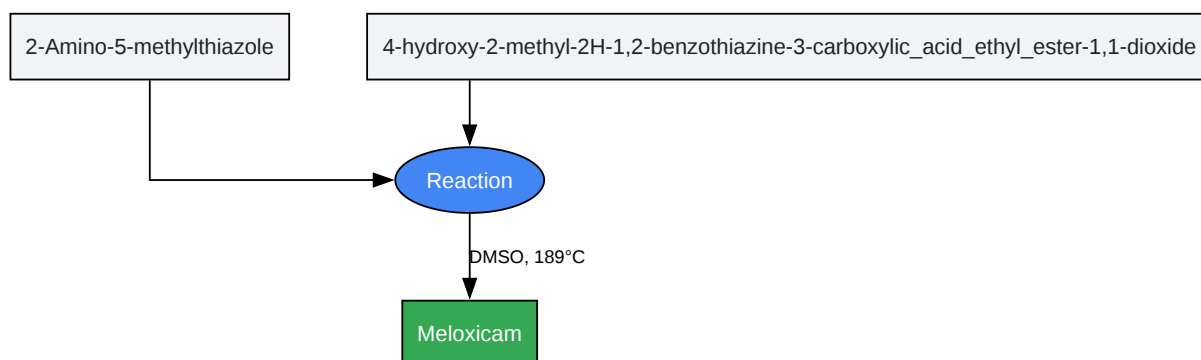 2-Amino-5-methylthiazole
4-hydroxy-2-methyl-2H-1,2-benzothiazine-3-carboxylic_acid_ethyl_ester-1,1-dioxide
Reaction
DMSO, 189°C
Meloxicam